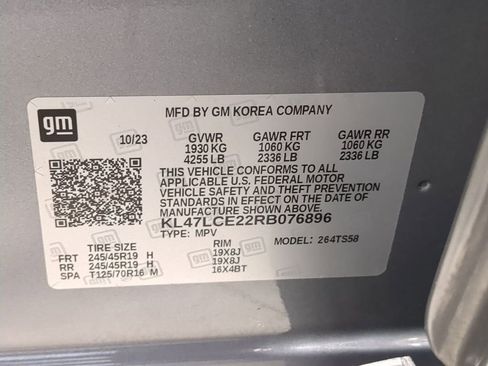 gm
MFD BY GM KOREA COMPANY
10/23 GVWR GAWR FRT GAWR RR
1930 KG 1060 KG 1060 KG
4255 LB 2336 LB 2336 LB
THIS VEHICLE CONFORMS TO ALL
APPLICABLE U.S. FEDERAL MOTOR
VEHICLE SAFETY AND THEFT PREVENTION
STANDARDS IN EFFECT ON THE DATE OF
MANUFACTURE SHOWN ABOVE.
KL47LCE22RB076896
TYPE: MPV MODEL: 264TS58
TIRE SIZE RIM
FRT 245/45R19 H 19X8J
RR 245/45R19 H 19X8J
SPA T125/70R16 M 16X4BT